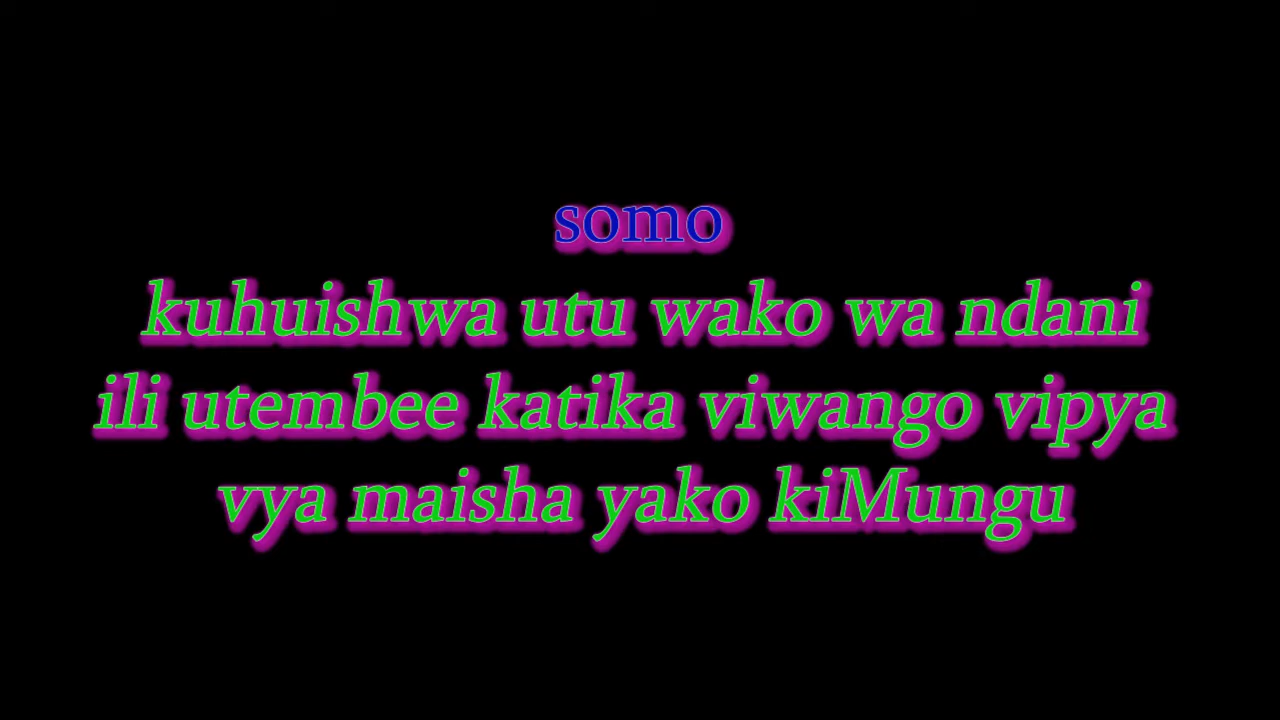 somo
kuhuishwa utu wako wa ndani
ili utembee katika viwango vipya
vya maisha yako kiMungu